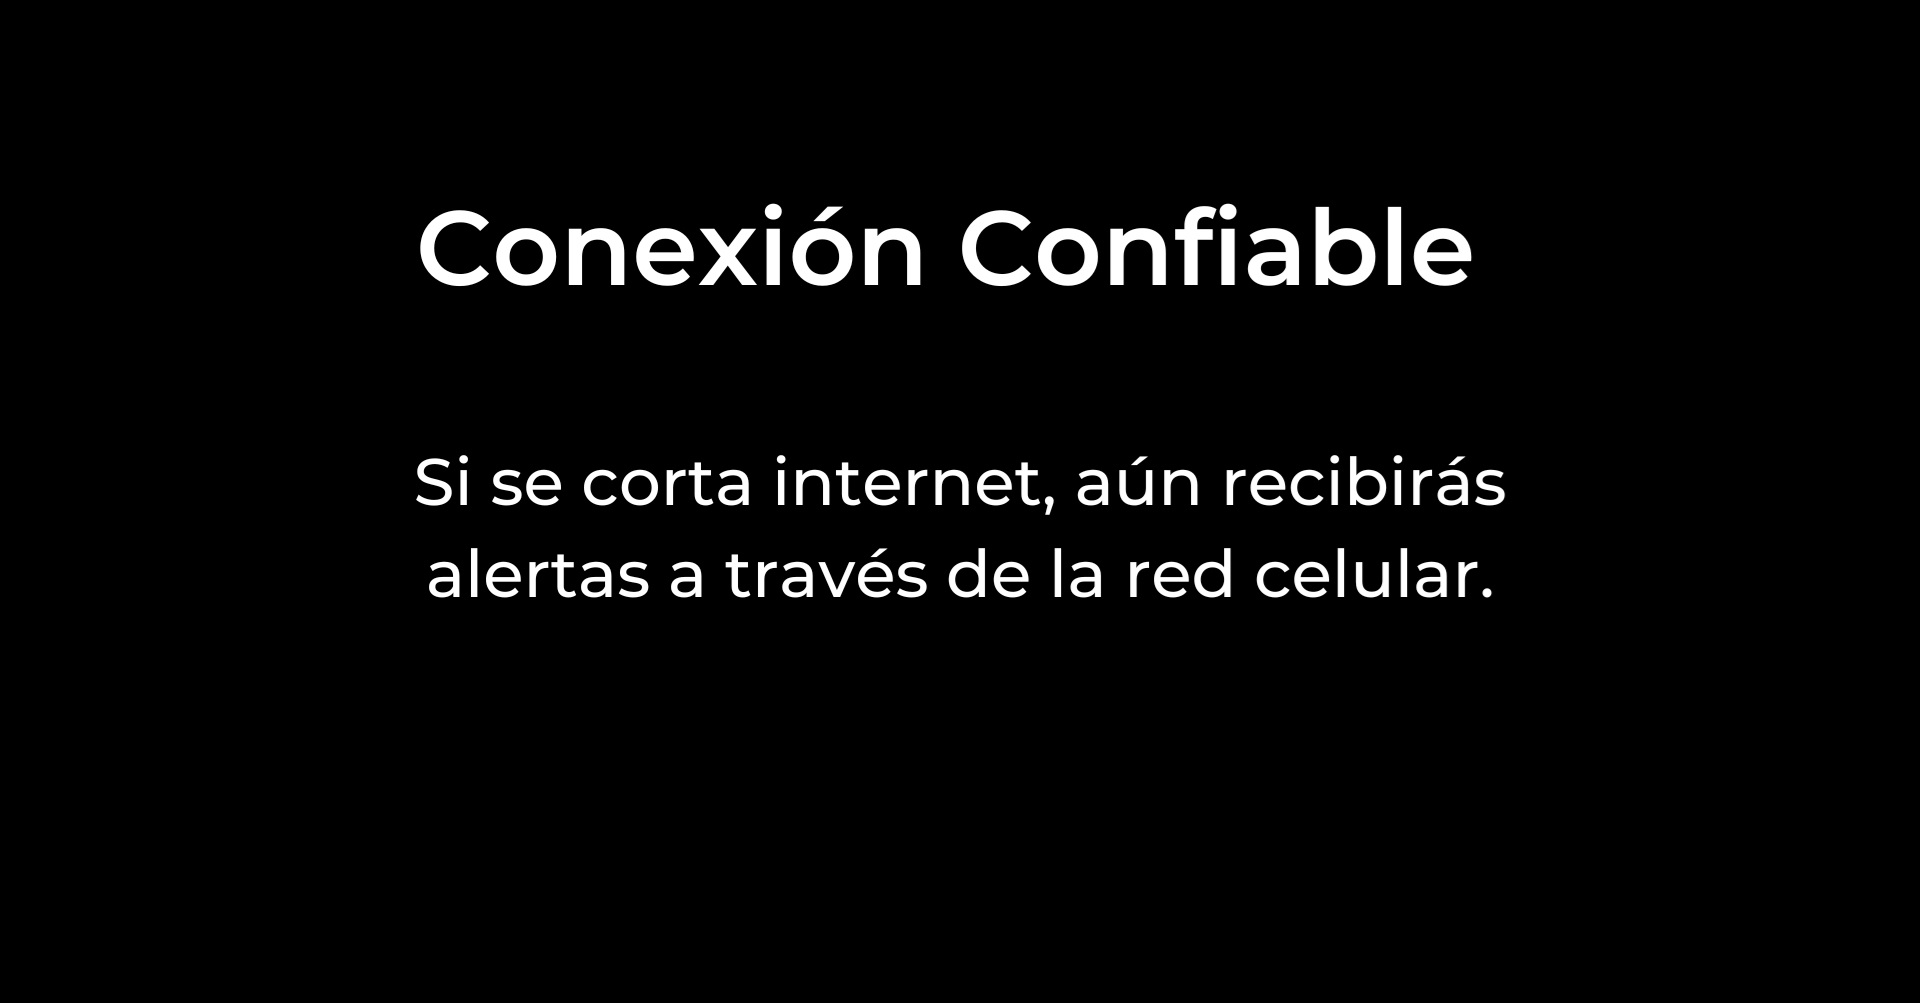 Conexión Confiable
Si se corta internet, aún recibirás
alertas a través de la red celular.